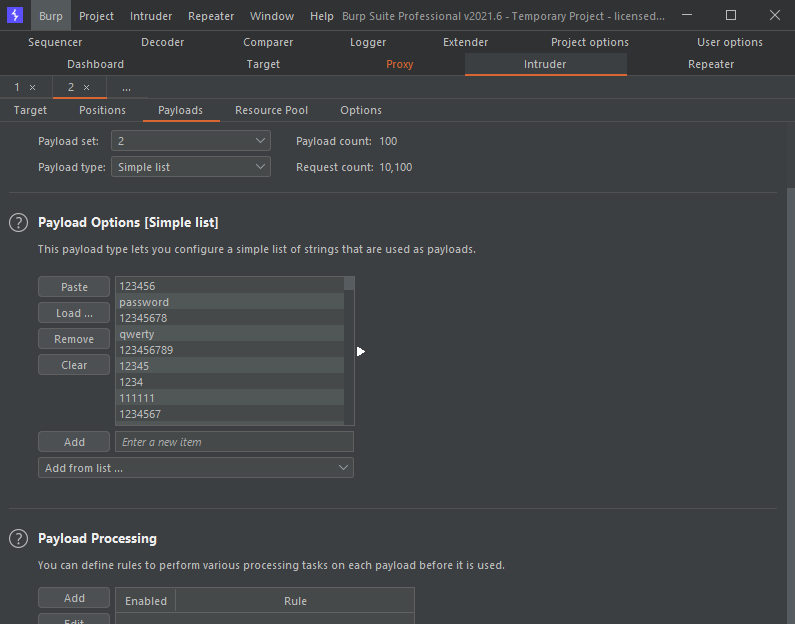 Burp Project Intruder Repeater Window Help Burp Suite Professional v2021.6 - Temporary Project - licensed...
Sequencer Decoder Comparer Logger Extender Project options User options
Dashboard Target Proxy Intruder Repeater
1 × 2 × ...
Target Positions Payloads Resource Pool Options
Payload set: 2 Payload count: 100
Payload type: Simple list Request count: 10,100
? Payload Options [Simple list]
This payload type lets you configure a simple list of strings that are used as payloads.
Paste
Load ...
Remove
Clear
123456
password
12345678
qwerty
123456789
12345
1234
111111
1234567
Add Enter a new item
Add from list ...
? Payload Processing
You can define rules to perform various processing tasks on each payload before it is used.
Add Enabled Rule
Edit